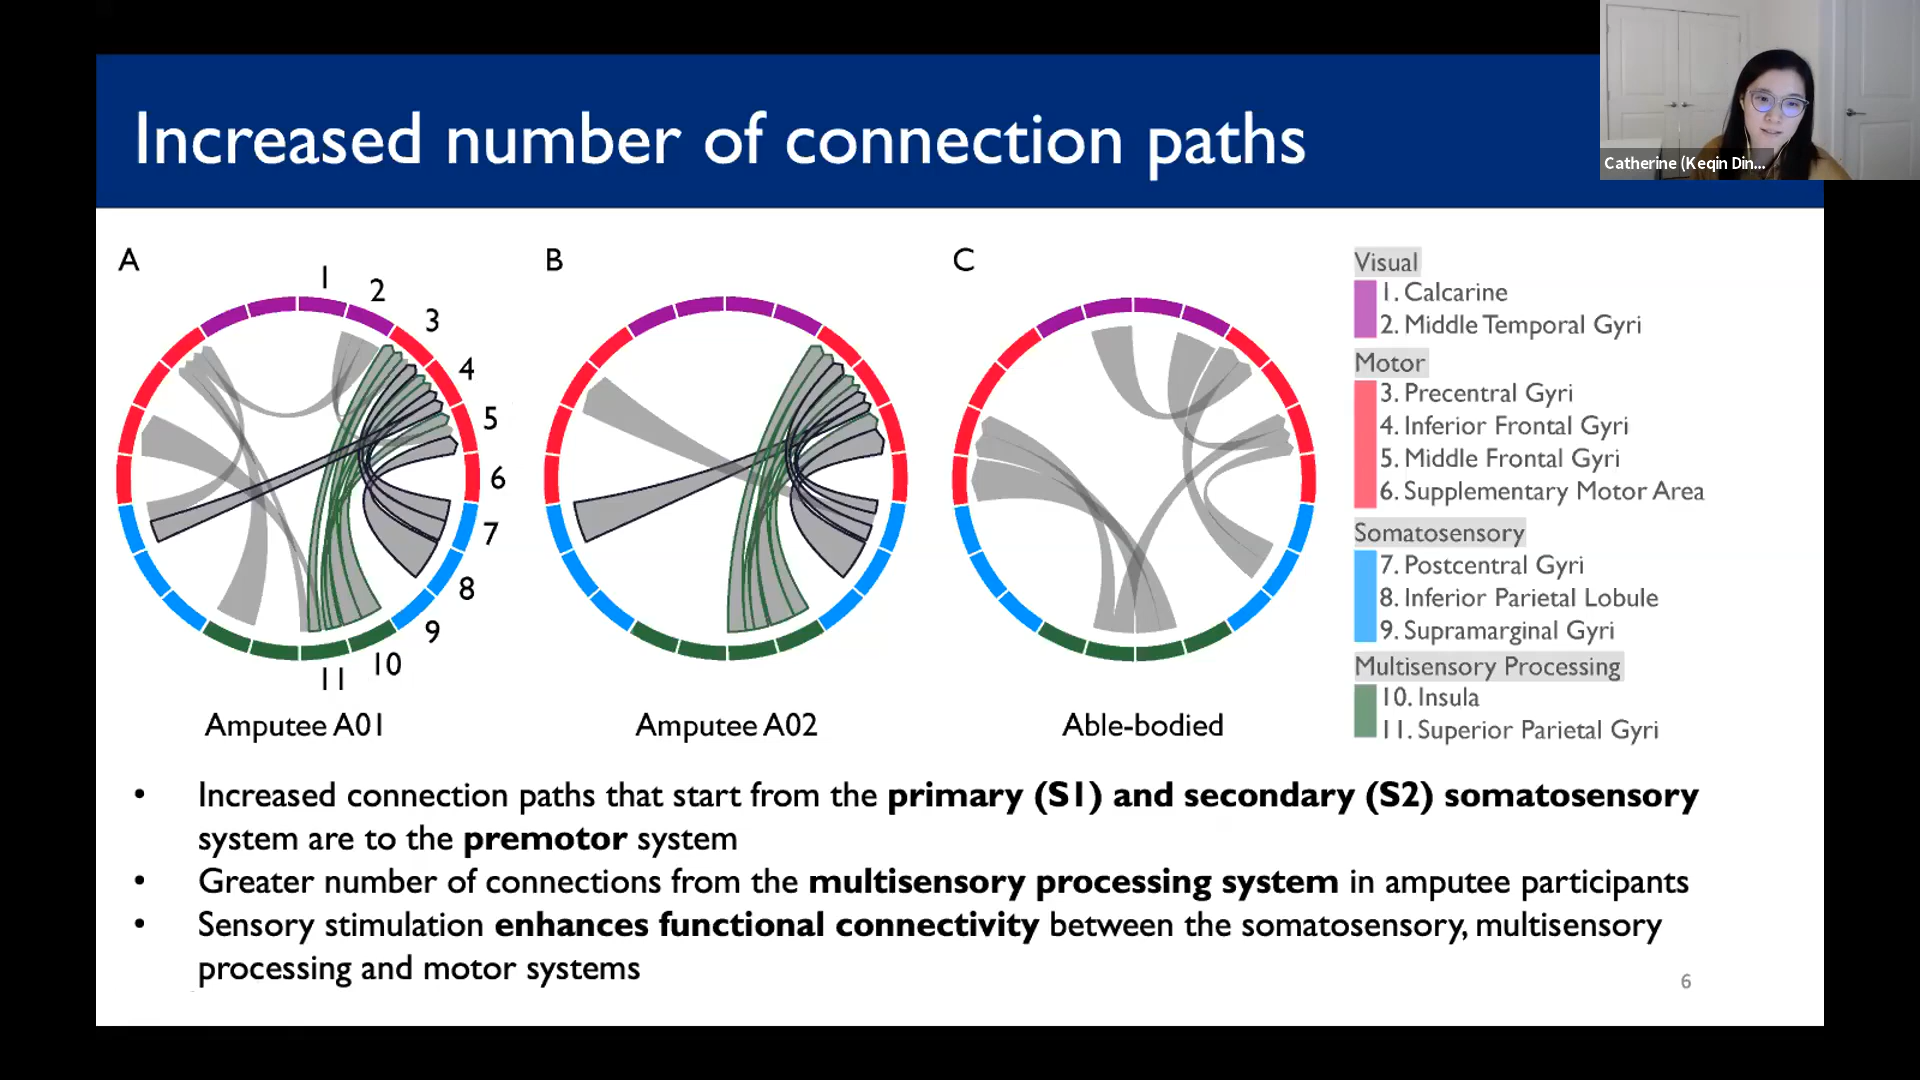 Increased number of connection paths
Catherine (Keqin Din...
A
B
C
1
2
3
4
5
6
7
8
9
10
11
Amputee A01
Amputee A02
Able-bodied
Visual
1. Calcarine
2. Middle Temporal Gyri
Motor
3. Precentral Gyri
4. Inferior Frontal Gyri
5. Middle Frontal Gyri
6. Supplementary Motor Area
Somatosensory
7. Postcentral Gyri
8. Inferior Parietal Lobule
9. Supramarginal Gyri
Multisensory Processing
10. Insula
11. Superior Parietal Gyri
• Increased connection paths that start from the primary (S1) and secondary (S2) somatosensory
system are to the premotor system
• Greater number of connections from the multisensory processing system in amputee participants
• Sensory stimulation enhances functional connectivity between the somatosensory, multisensory
processing and motor systems
6